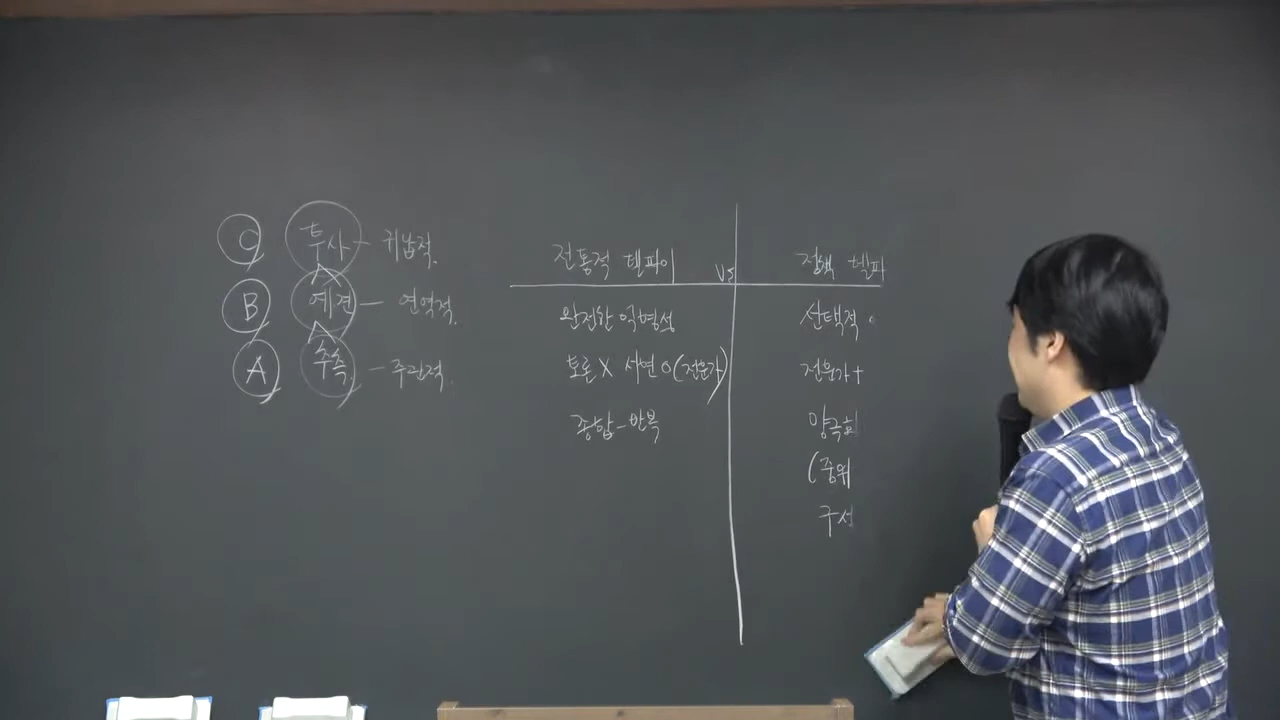 C 투사 - 귀납적.
B 예견 - 연역적.
A 추측 - 주관적.
전통적 델파이 vs 정책 델파
완전한 익명성 선택적
토론 X 서면 O (전문가) 전문가+
종합-반복 양극화
(중위
구성